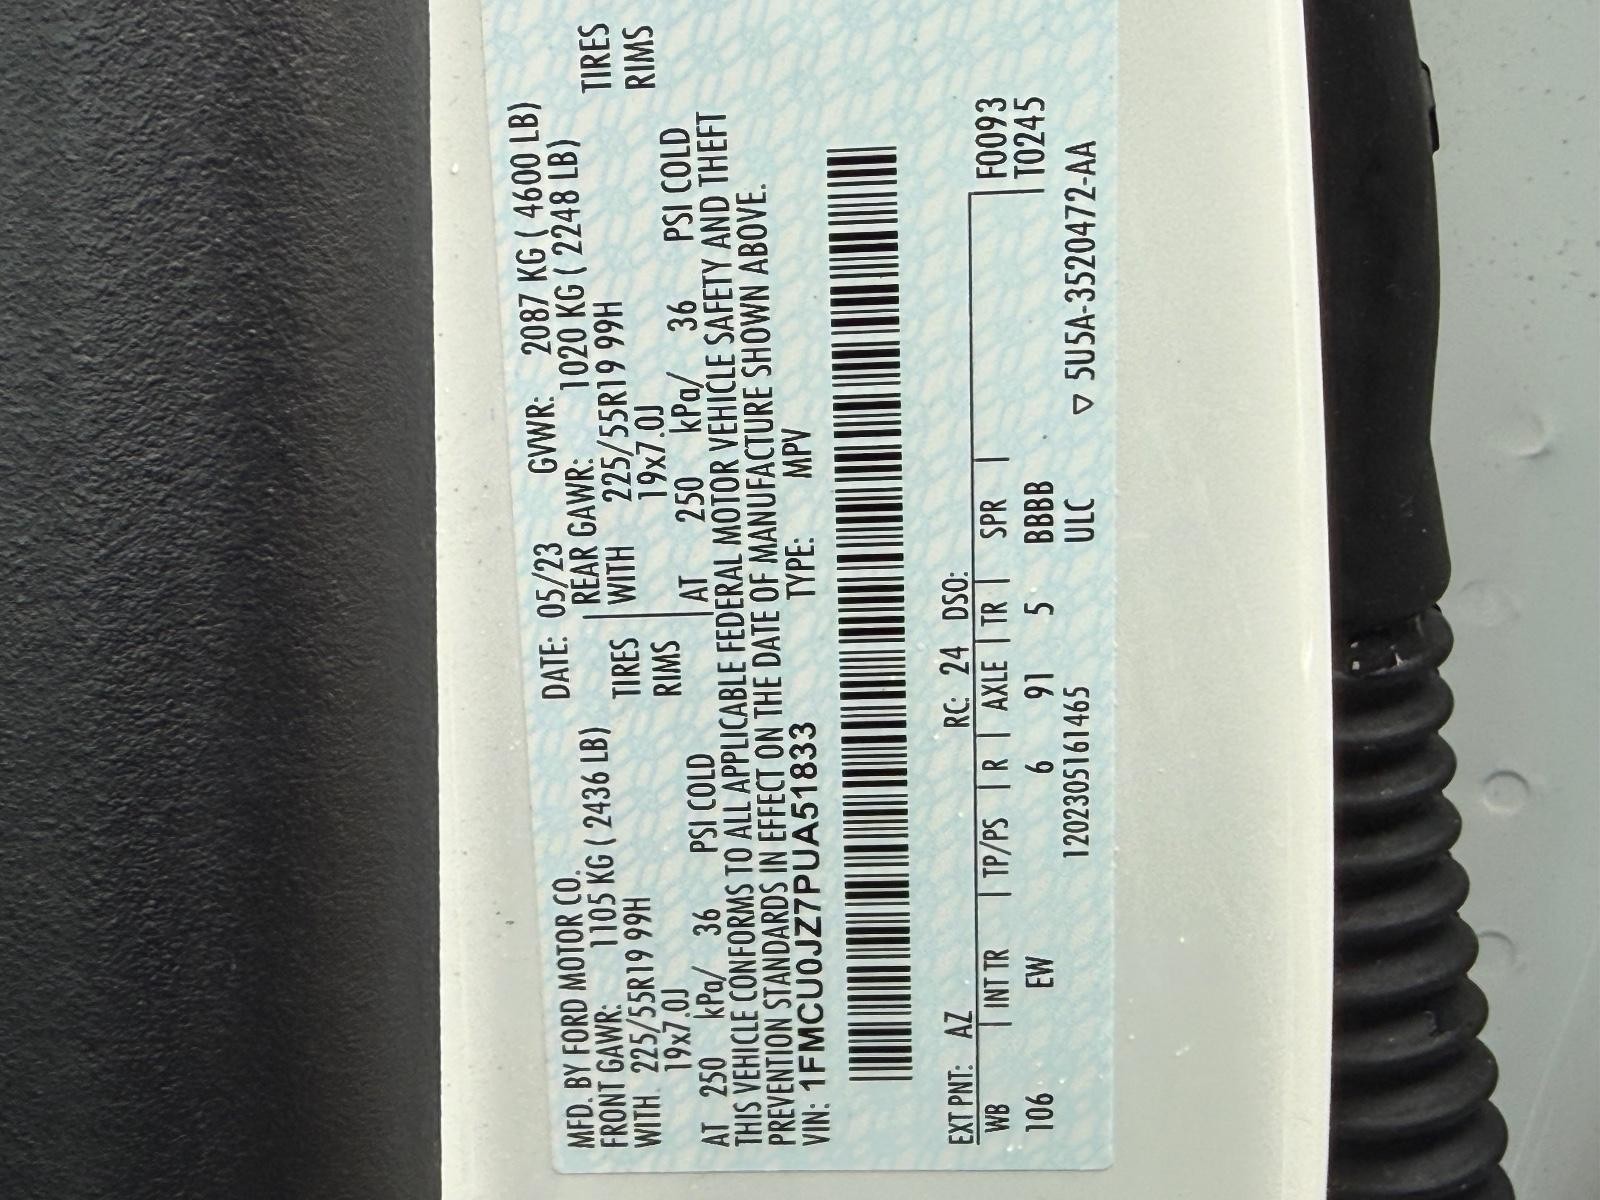 MFD. BY FORD MOTOR CO. DATE: 05/23 GVWR: 2087 KG ( 4600 LB)
FRONT GAWR: 1105 KG ( 2436 LB) REAR GAWR: 1020 KG ( 2248 LB)
WITH 225/55R19 99H TIRES WITH 225/55R19 99H TIRES
19x7.0J RIMS 19x7.0J RIMS
AT 250 kPa/ 36 PSI COLD AT 250 kPa/ 36 PSI COLD
THIS VEHICLE CONFORMS TO ALL APPLICABLE FEDERAL MOTOR VEHICLE SAFETY AND THEFT
PREVENTION STANDARDS IN EFFECT ON THE DATE OF MANUFACTURE SHOWN ABOVE.
VIN: 1FMCU0JZ7PUA51833 TYPE: MPV
EXT PNT: AZ RC: 24 DSO:
WB INT TR TP/PS R AXLE TR SPR F0093
106 EW 6 91 5 BBBB T0245
1202305161465 ULC ▽ 5U5A-3520472-AA